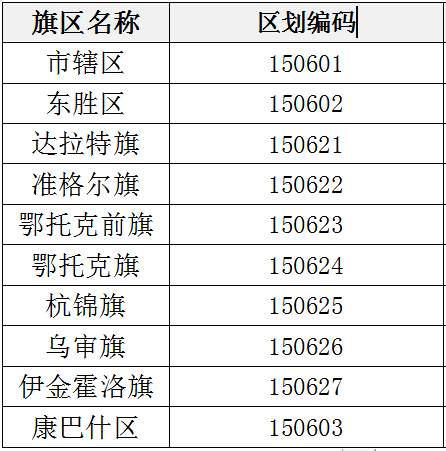 旗区名称 区划编码
市辖区 150601
东胜区 150602
达拉特旗 150621
准格尔旗 150622
鄂托克前旗 150623
鄂托克旗 150624
杭锦旗 150625
乌审旗 150626
伊金霍洛旗 150627
康巴什区 150603